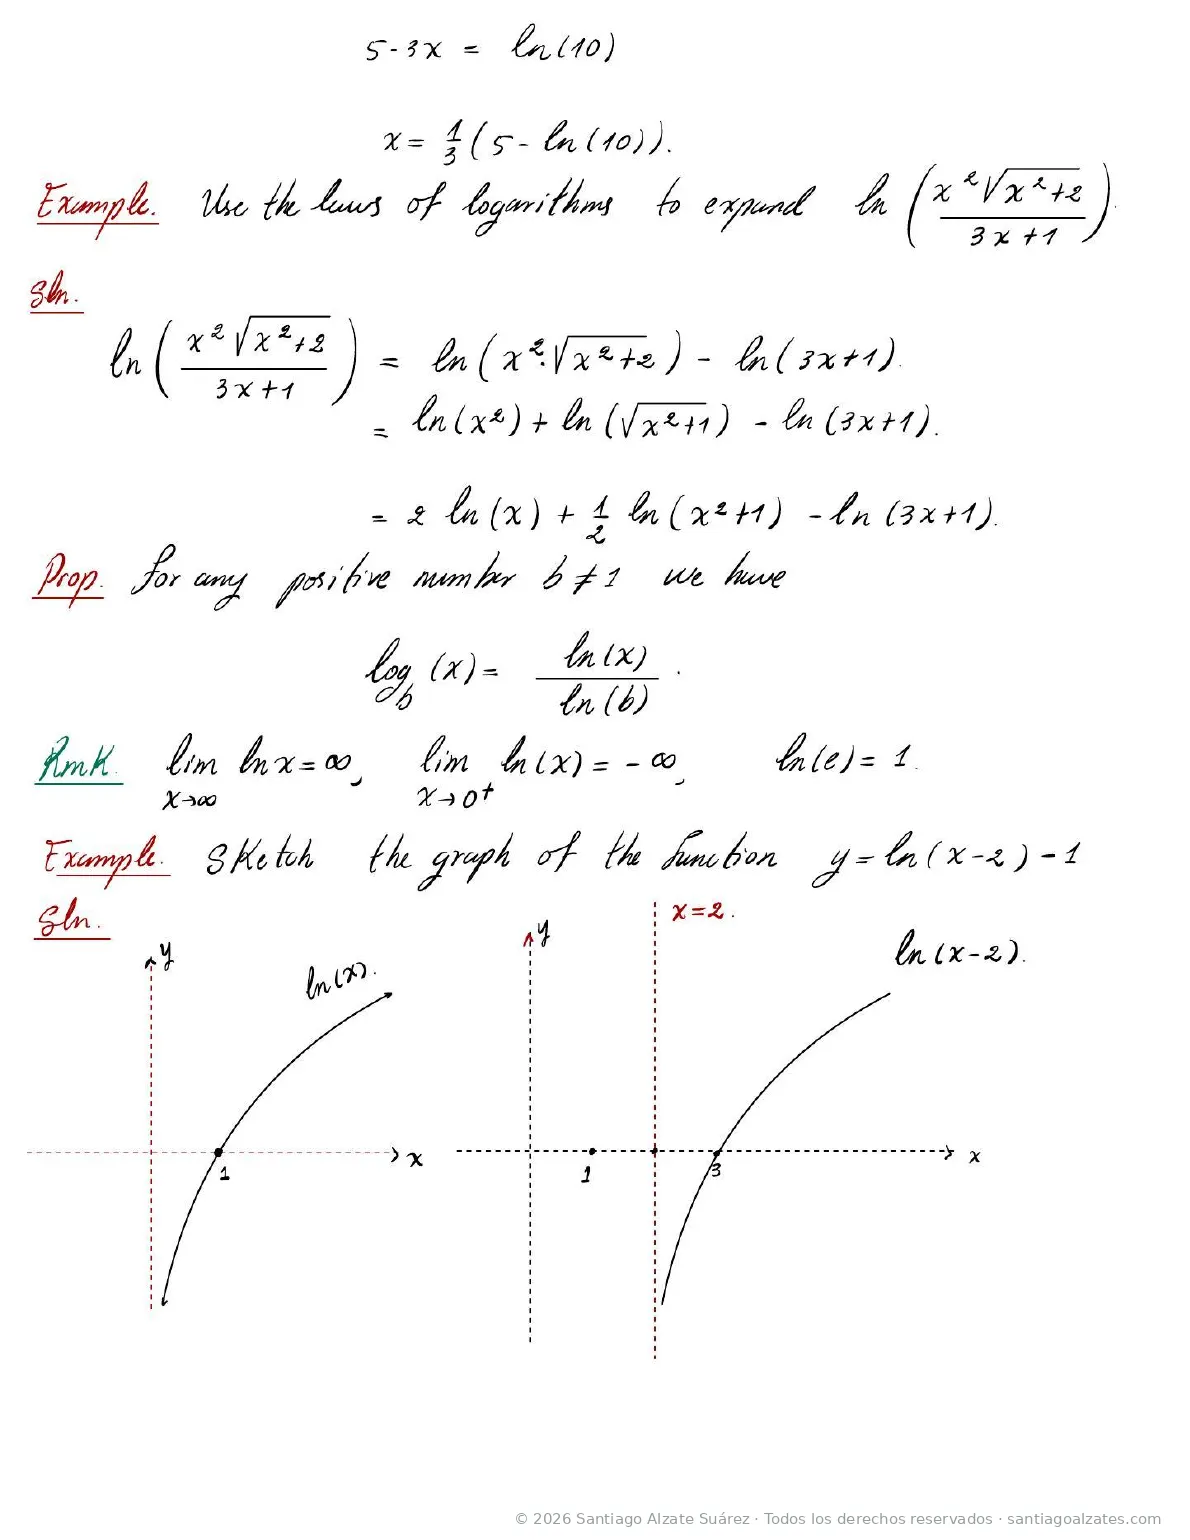 5-3x = ln(10)
x = 1/3 (5 - ln(10)).
Example. Use the laws of logarithms to expand ln (x²√(x²+2) / 3x+1).
Sln.
ln (x²√(x²+2) / 3x+1) = ln(x²·√(x²+2)) - ln(3x+1).
= ln(x²) + ln(√(x²+1)) - ln(3x+1).
= 2 ln(x) + 1/2 ln(x²+1) - ln(3x+1).
Prop. For any positive number b ≠ 1 we have
log_b(x) = ln(x) / ln(b).
Rmk. lim x→∞ ln x = ∞, lim x→0⁺ ln(x) = -∞, ln(e) = 1.
Example. Sketch the graph of the function y = ln(x-2) - 1
Sln.
y
ln(x).
x
1
y
x=2.
ln(x-2).
1
3
x
© 2026 Santiago Alzate Suárez · Todos los derechos reservados · santiagoalzates.com